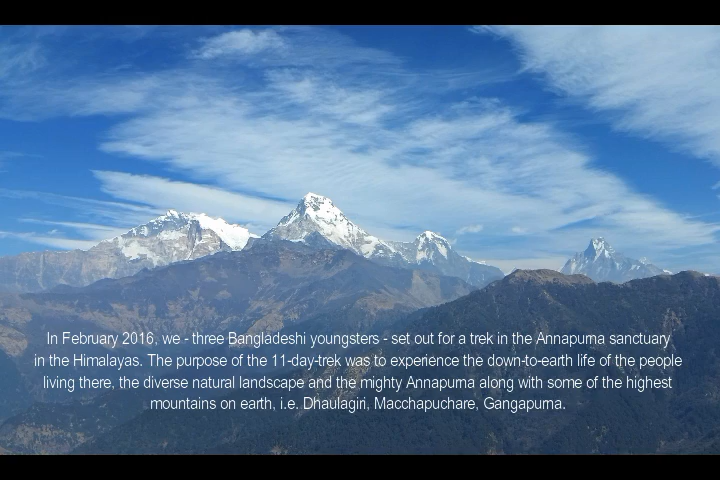 In February 2016, we - three Bangladeshi youngsters - set out for a trek in the Annapurna sanctuary
in the Himalayas. The purpose of the 11-day-trek was to experience the down-to-earth life of the people
living there, the diverse natural landscape and the mighty Annapurna along with some of the highest
mountains on earth, i.e. Dhaulagiri, Macchapuchare, Gangapurna.